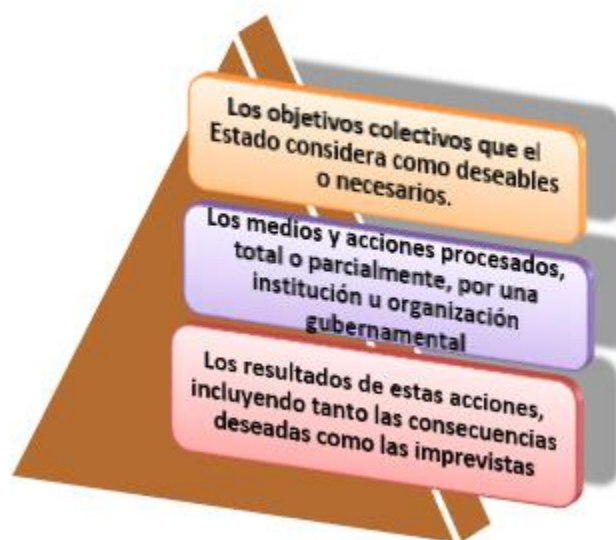 Los objetivos colectivos que el
Estado considera como deseables
o necesarios.
Los medios y acciones procesados,
total o parcialmente, por una
institución u organización
gubernamental
Los resultados de estas acciones,
incluyendo tanto las consecuencias
deseadas como las imprevistas